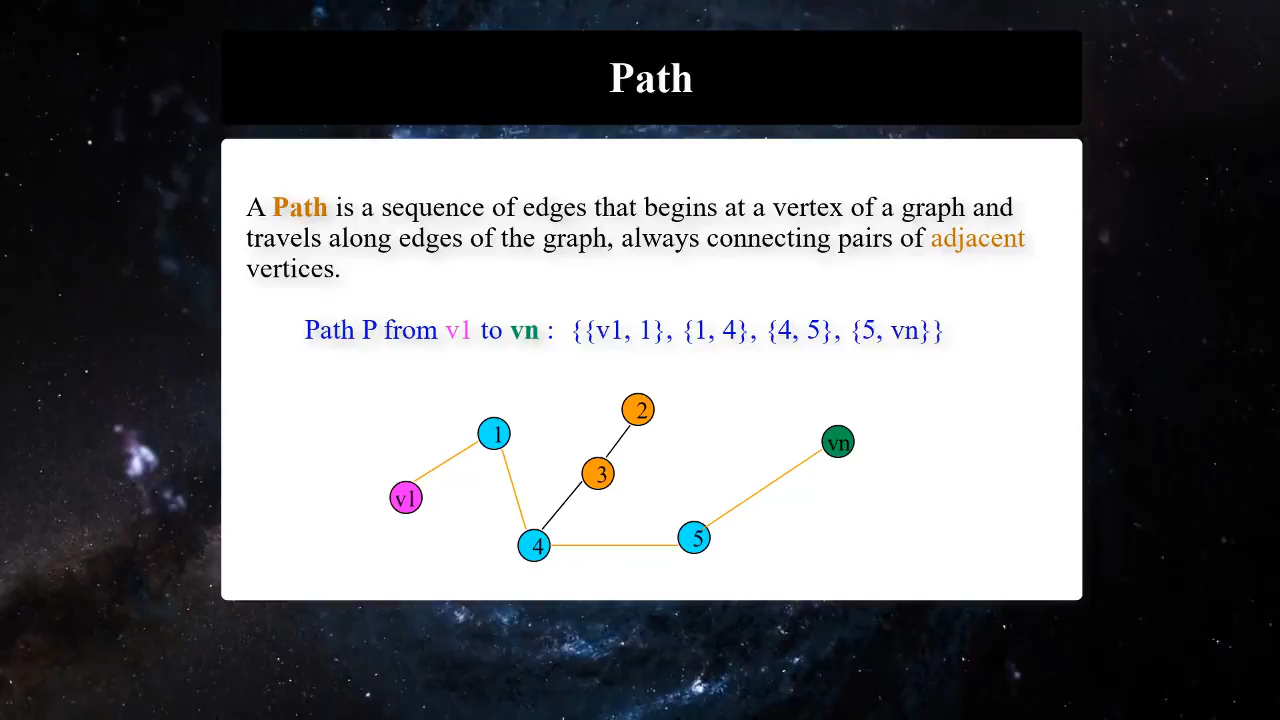 Path
A Path is a sequence of edges that begins at a vertex of a graph and
travels along edges of the graph, always connecting pairs of adjacent
vertices.
Path P from v1 to vn : {{v1, 1}, {1, 4}, {4, 5}, {5, vn}}
2
1
vn
3
v1
5
4